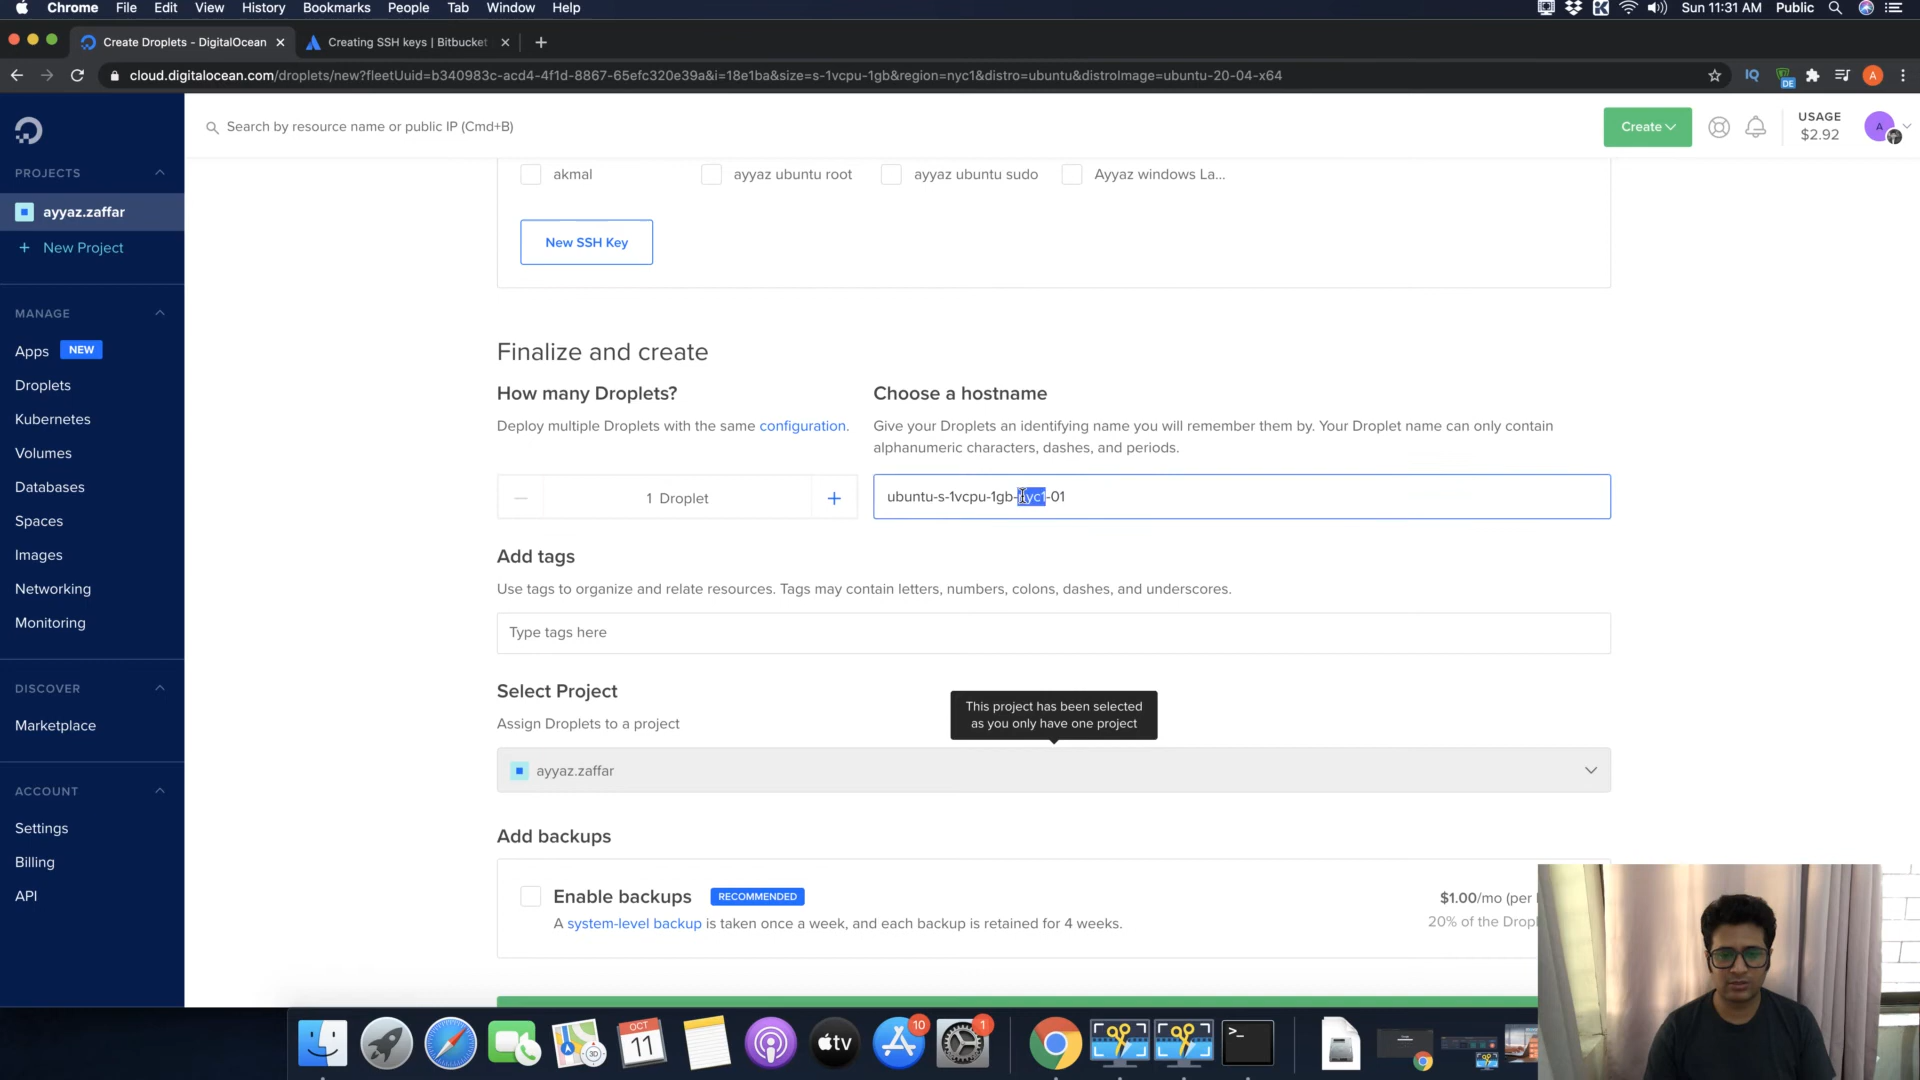 Chrome File Edit View History Bookmarks People Tab Window Help
Sun 11:31 AM Public
Create Droplets - DigitalOcean
Creating SSH keys | Bitbucket
cloud.digitalocean.com/droplets/new?fleetUuid=b340983c-acd4-4f1d-8867-65efc320e39a&i=18e1ba&size=s-1vcpu-1gb&region=nyc1&distro=ubuntu&distroImage=ubuntu-20-04-x64
IQ
DE
A
Search by resource name or public IP (Cmd+B)
Create
USAGE
$2.92
A
PROJECTS
ayyaz.zaffar
+ New Project
MANAGE
Apps NEW
Droplets
Kubernetes
Volumes
Databases
Spaces
Images
Networking
Monitoring
DISCOVER
Marketplace
ACCOUNT
Settings
Billing
API
akmal
ayyaz ubuntu root
ayyaz ubuntu sudo
Ayyaz windows La...
New SSH Key
Finalize and create
How many Droplets?
Deploy multiple Droplets with the same configuration.
1 Droplet
Choose a hostname
Give your Droplets an identifying name you will remember them by. Your Droplet name can only contain
alphanumeric characters, dashes, and periods.
ubuntu-s-1vcpu-1gb-nyc1-01
Add tags
Use tags to organize and relate resources. Tags may contain letters, numbers, colons, dashes, and underscores.
Type tags here
Select Project
Assign Droplets to a project
This project has been selected
as you only have one project
ayyaz.zaffar
Add backups
Enable backups RECOMMENDED
A system-level backup is taken once a week, and each backup is retained for 4 weeks.
$1.00/mo (per
20% of the Drop
OCT
11
3D
tv
10
1
>_